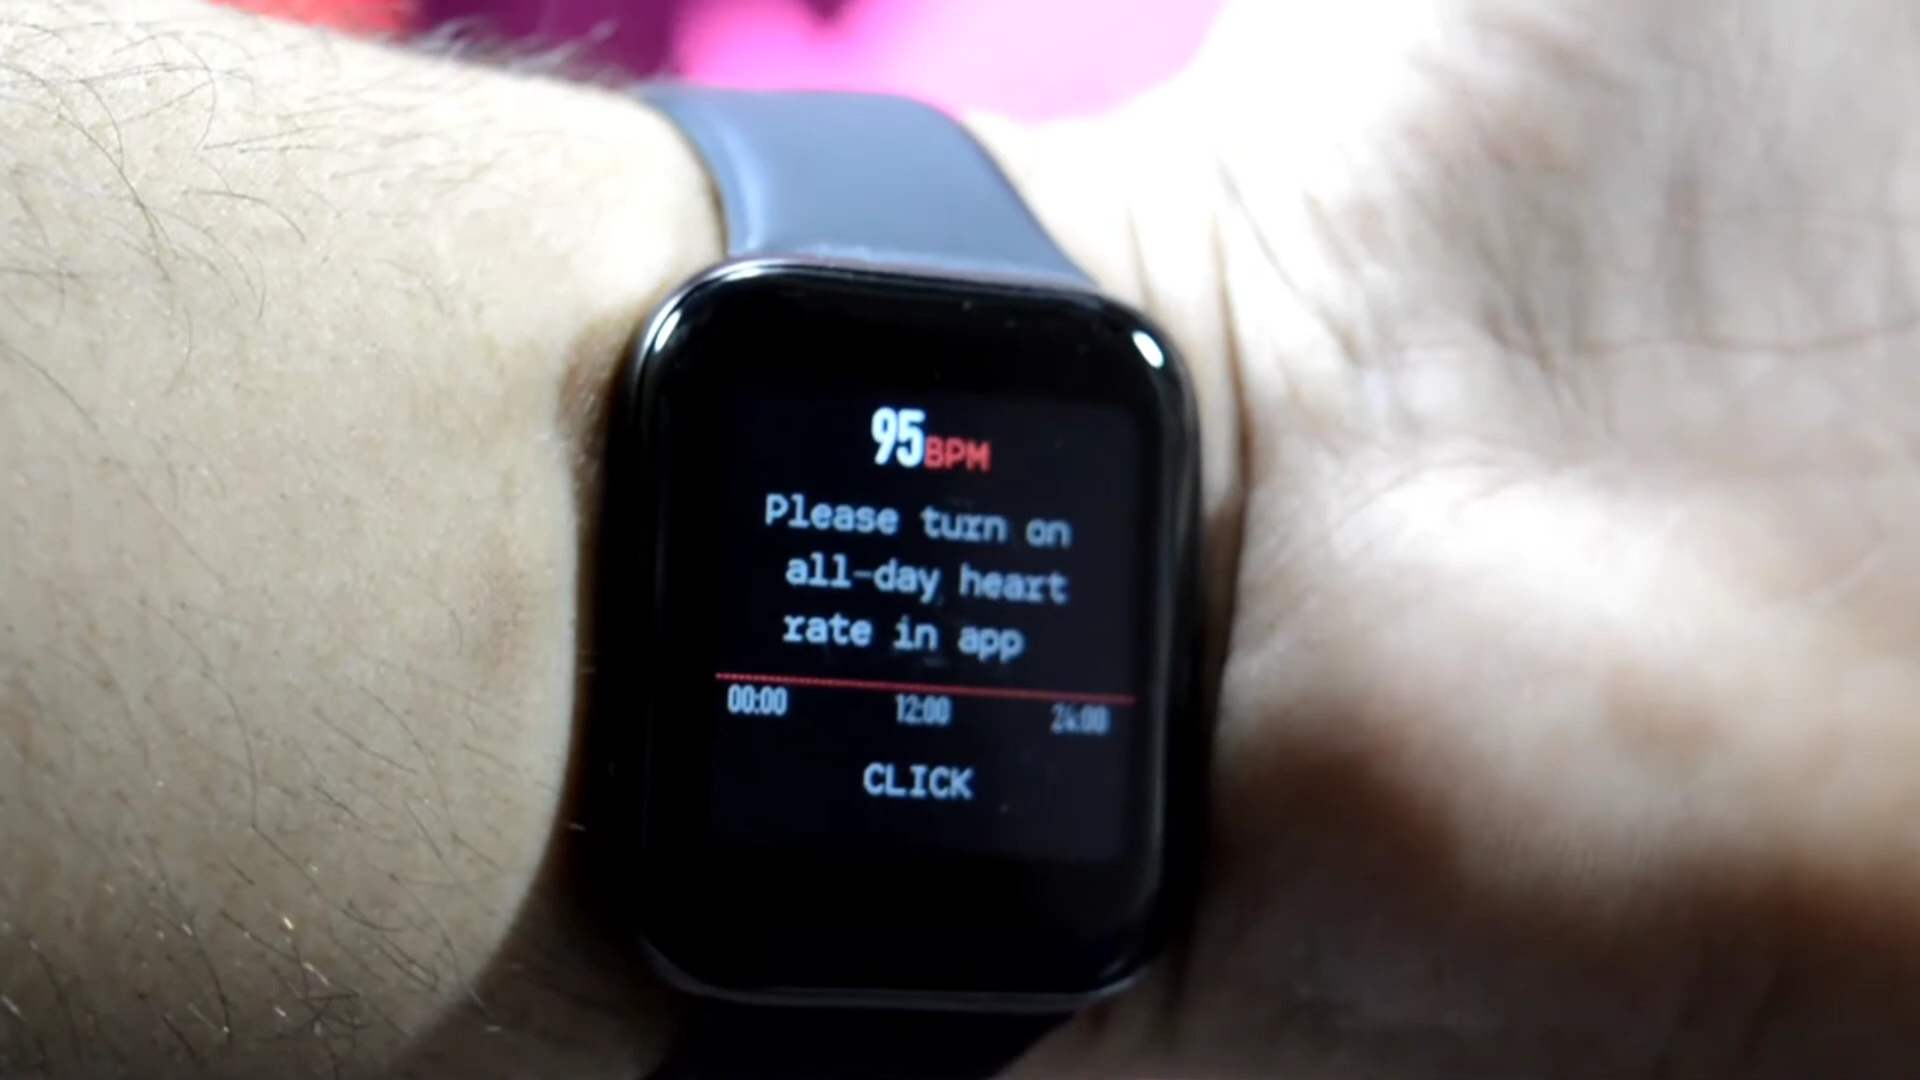 95BPM
Please turn on
all-day heart
rate in app
00:00 12:00 24:00
CLICK